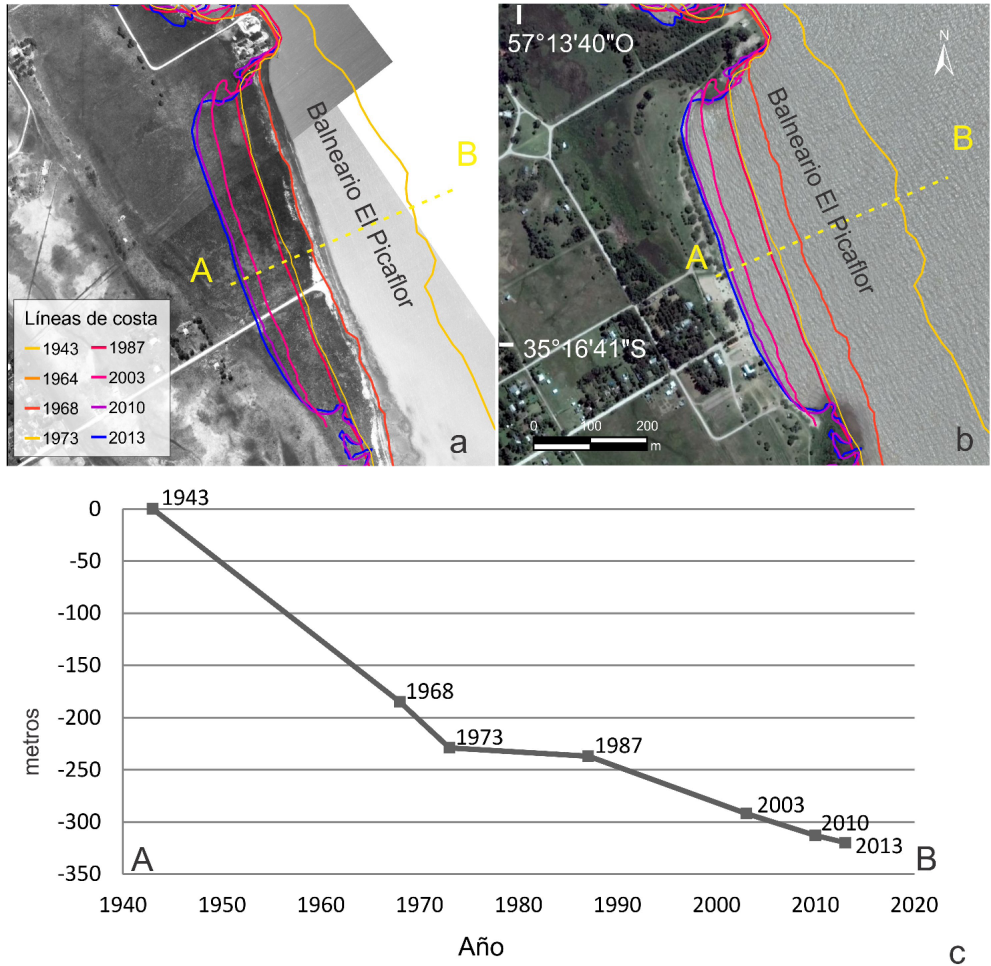 Balneario El Picaflor
B
A
Líneas de costa
1943
1987
1964
2003
1968
2010
1973
2013
a
57°13'40"O
N
Balneario El Picaflor
B
A
35°16'41"S
0 100 200
m
b
0
-50
-100
-150
-200
-250
-300
-350
metros
1943
1968
1973
1987
2003
2010
2013
A
B
1940 1950 1960 1970 1980 1990 2000 2010 2020
Año
c